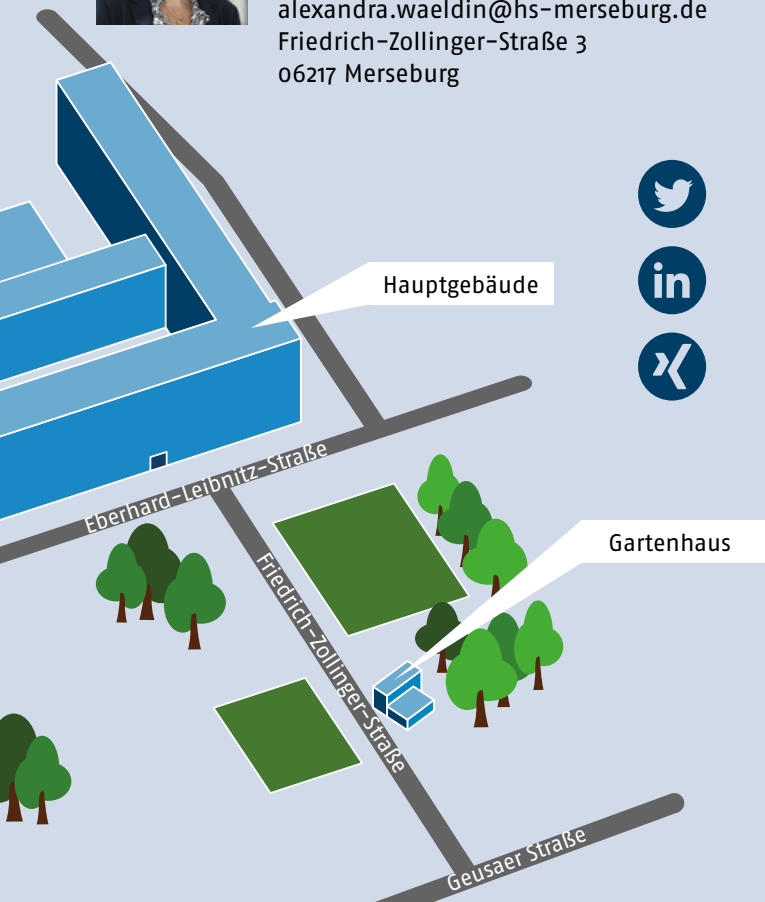 alexandra.waeldin@hs-merseburg.de
Friedrich-Zollinger-Straße 3
06217 Merseburg
Hauptgebäude
in
Eberhard-Leibnitz-Straße
Gartenhaus
Friedrich-Zollinger-Straße
Geusaer Straße